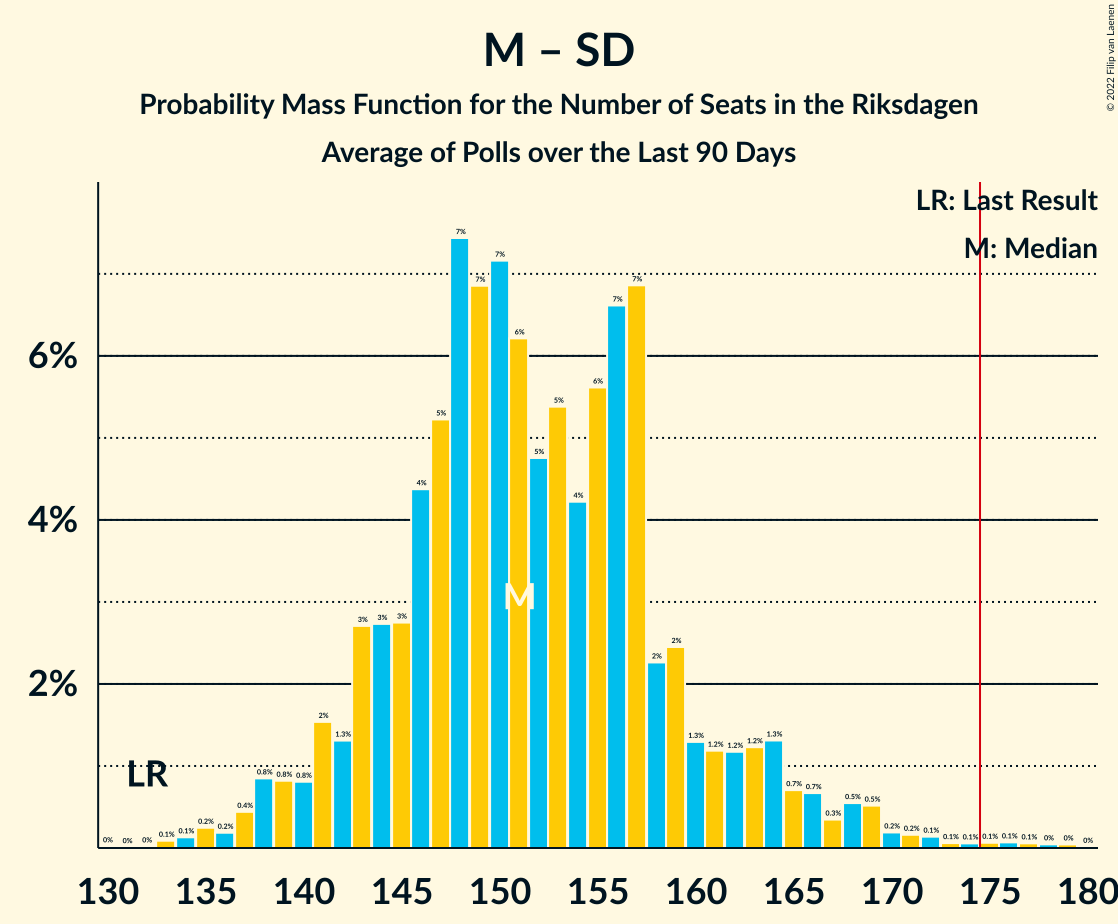 M – SD
Probability Mass Function for the Number of Seats in the Riksdagen
Average of Polls over the Last 90 Days
© 2022 Filip van Laenen
LR: Last Result
M: Median
6%
4%
2%
0% 0% 0% 0.1% 0.1% 0.2% 0.2% 0.4% 0.8% 0.8% 0.8% 2% 1.3% 3% 3% 3% 4% 5% 7% 7% 7% 6% 5% 5% 4% 6% 7% 7% 2% 2% 1.3% 1.2% 1.2% 1.2% 1.3% 0.7% 0.7% 0.3% 0.5% 0.5% 0.2% 0.2% 0.1% 0.1% 0.1% 0.1% 0.1% 0.1% 0% 0% 0%
M
LR
130 135 140 145 150 155 160 165 170 175 180